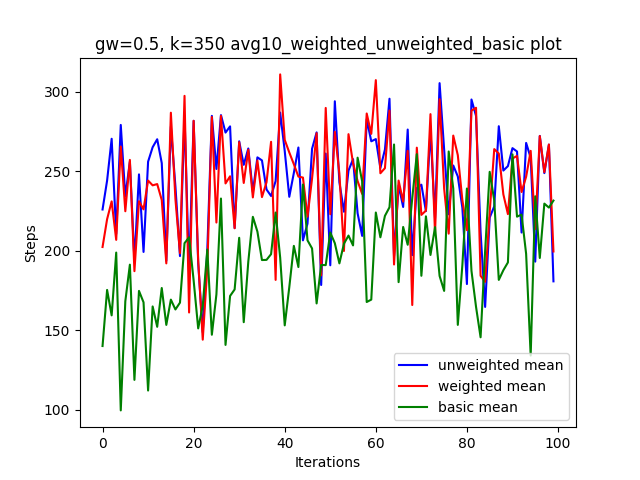 gw=0.5, k=350 avg10_weighted_unweighted_basic plot
Steps
300
250
200
150
100
0 20 40 60 80 100
Iterations
unweighted mean
weighted mean
basic mean